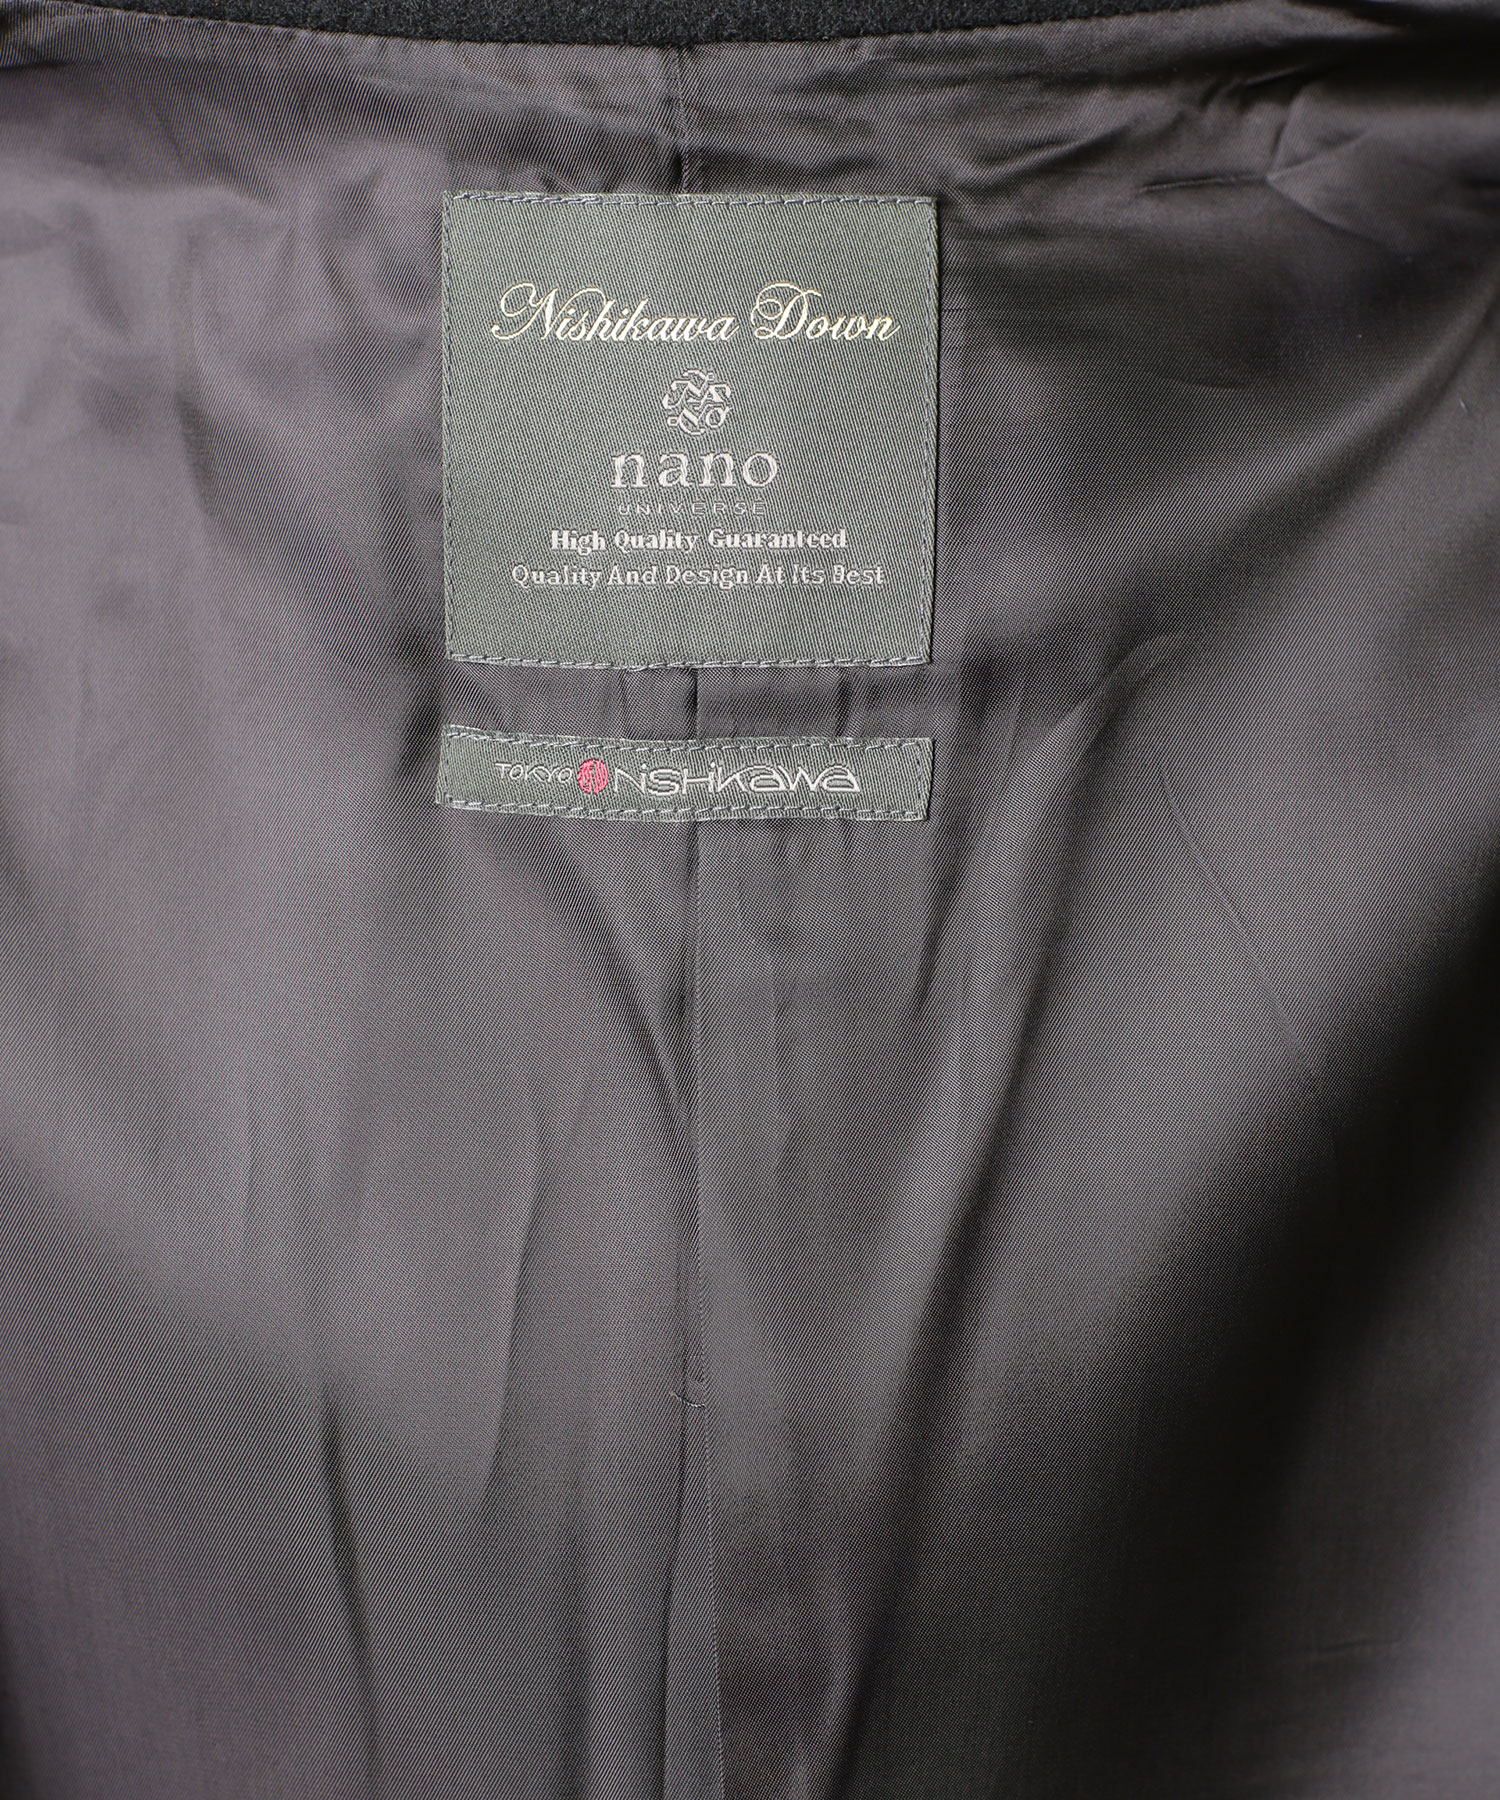 Nishikawa Down
nano
UNIVERSE
High Quality Guaranteed
Quality And Design At Its Best
TOKYO NiSHiKawa